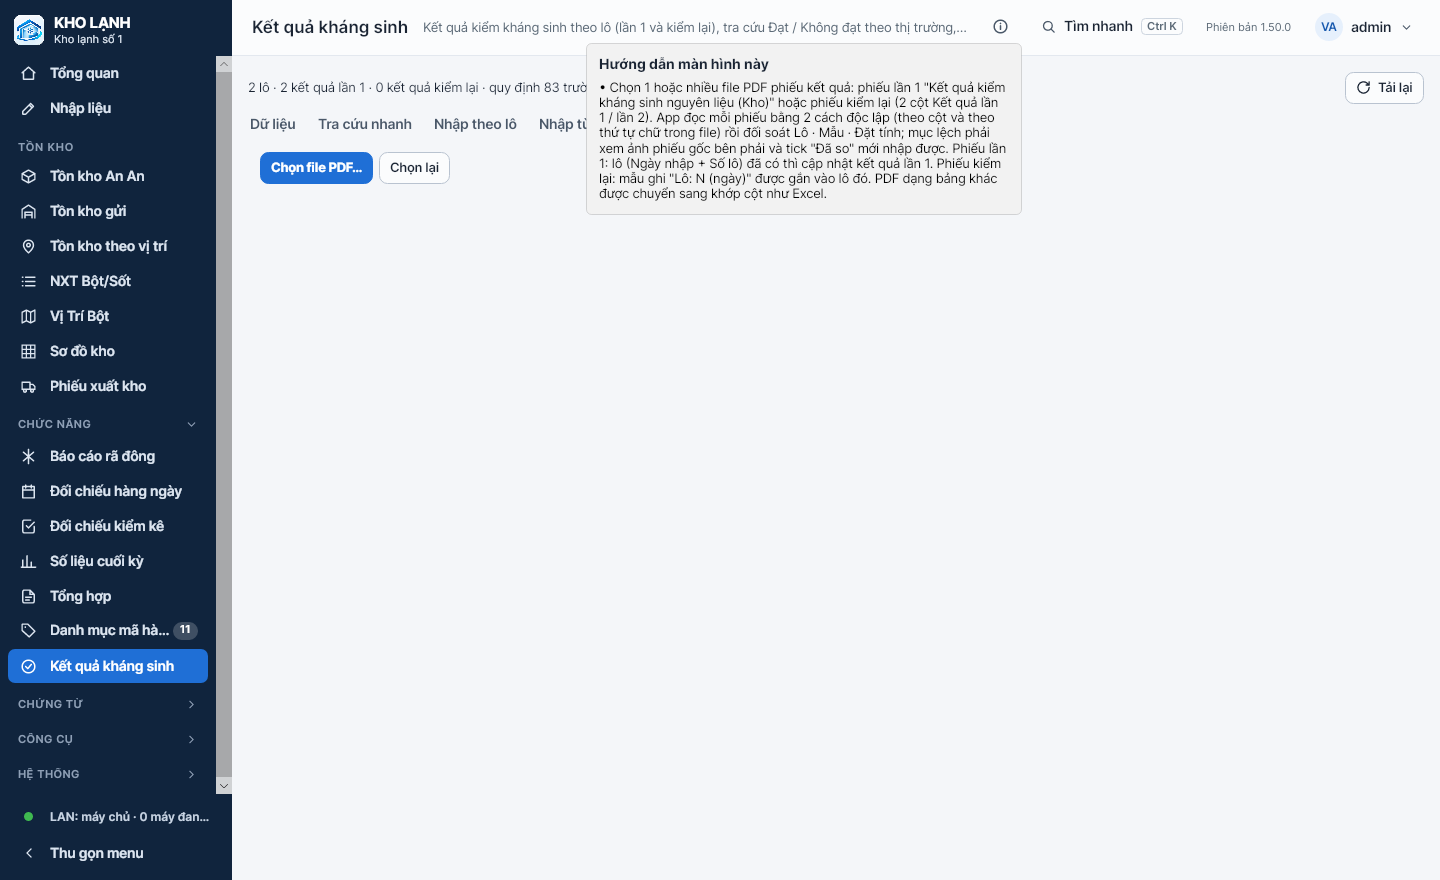 KHO LẠNH
Kho lạnh số 1
Tổng quan
Nhập liệu
TỒN KHO
Tồn kho An An
Tồn kho gửi
Tồn kho theo vị trí
NXT Bột/Sốt
Vị Trí Bột
Sơ đồ kho
Phiếu xuất kho
CHỨC NĂNG
Báo cáo rã đông
Đối chiếu hàng ngày
Đối chiếu kiểm kê
Số liệu cuối kỳ
Tổng hợp
Danh mục mã hà... 11
Kết quả kháng sinh
CHỨNG TỪ
CÔNG CỤ
HỆ THỐNG
LAN: máy chủ · 0 máy đan...
Thu gọn menu
Kết quả kháng sinh
Kết quả kiểm kháng sinh theo lô (lần 1 và kiểm lại), tra cứu Đạt / Không đạt theo thị trường,...
Tìm nhanh Ctrl K
Phiên bản 1.50.0
VA admin
2 lô · 2 kết quả lần 1 · 0 kết quả kiểm lại · quy định 83 trườ
Tải lại
Dữ liệu Tra cứu nhanh Nhập theo lô Nhập từ
Chọn file PDF... Chọn lại
Hướng dẫn màn hình này
• Chọn 1 hoặc nhiều file PDF phiếu kết quả: phiếu lần 1 "Kết quả kiểm
kháng sinh nguyên liệu (Kho)" hoặc phiếu kiểm lại (2 cột Kết quả lần
1 / lần 2). App đọc mỗi phiếu bằng 2 cách độc lập (theo cột và theo
thứ tự chữ trong file) rồi đối soát Lô · Mẫu · Đặt tính; mục lệch phải
xem ảnh phiếu gốc bên phải và tick "Đã so" mới nhập được. Phiếu lần
1: lô (Ngày nhập + Số lô) đã có thì cập nhật kết quả lần 1. Phiếu kiểm
lại: mẫu ghi "Lô: N (ngày)" được gắn vào lô đó. PDF dạng bảng khác
được chuyển sang khớp cột như Excel.